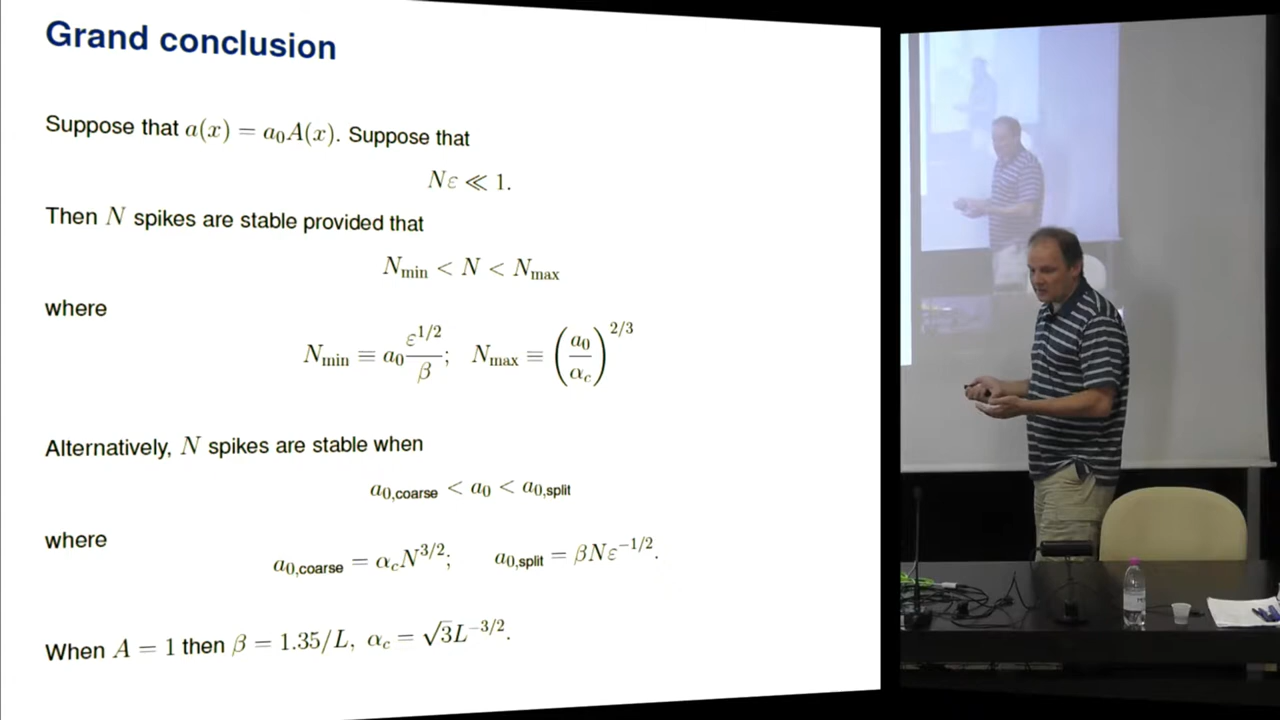 Grand conclusion
Suppose that a(x) = a₀A(x). Suppose that
Nε ≪ 1.
Then N spikes are stable provided that
N_min < N < N_max
where
N_min ≡ a₀ ε^{1/2}/β; N_max ≡ (a₀/α_c)^{2/3}
Alternatively, N spikes are stable when
a_{0,coarse} < a₀ < a_{0,split}
where
a_{0,coarse} = α_c N^{3/2}; a_{0,split} = βNε^{-1/2}.
When A = 1 then β = 1.35/L, α_c = √3L^{-3/2}.